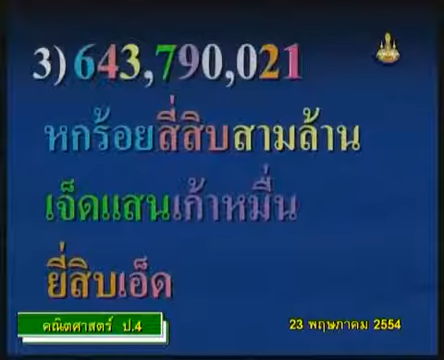 3) 643,790,021
หกร้อยสี่สิบสามล้าน
เจ็ดแสนเก้าหมื่น
ยี่สิบเอ็ด
คณิตศาสตร์ ป.4
23 พฤษภาคม 2554